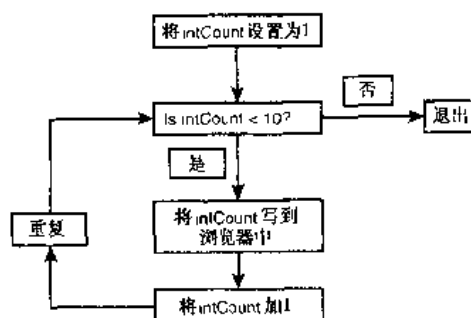 将intCount设置为1
否
Is intCount < 10?
退出
是
将intCount写到
浏览器中
重复
将intCount加1